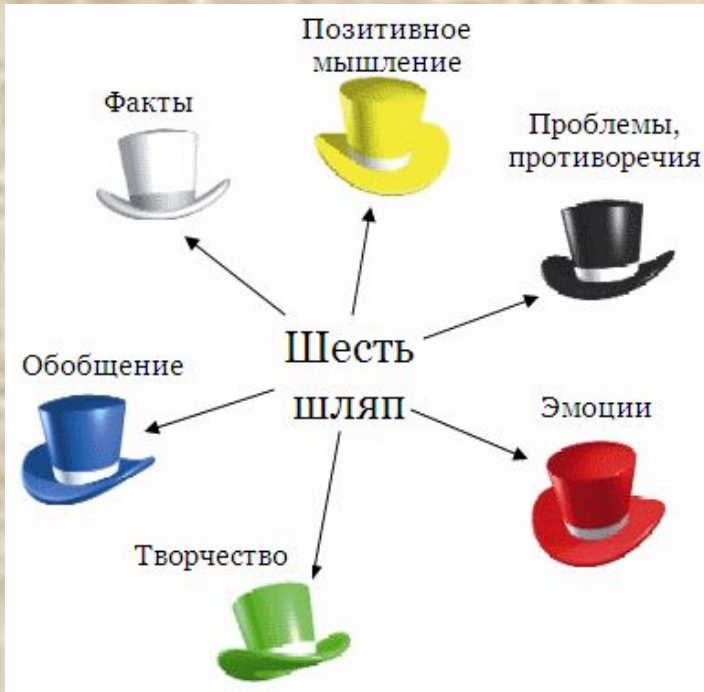 Позитивное
мышление
Факты
Проблемы,
противоречия
Шесть
шляп
Обобщение
Эмоции
Творчество